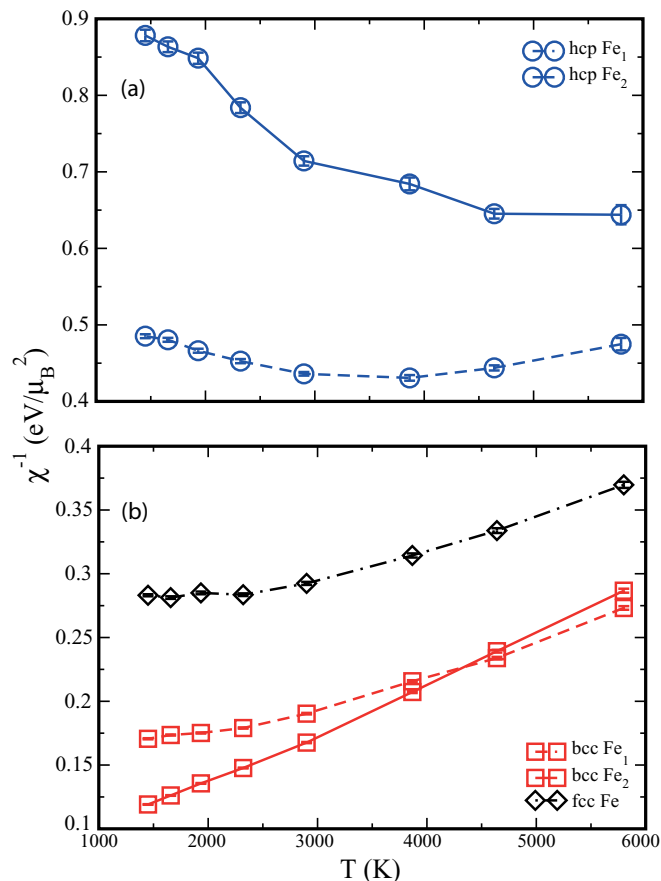 0.9
0.8
0.7
0.6
0.5
0.4
(a)
hcp Fe1
hcp Fe2
χ-1 (eV/μB2)
0.4
0.35
0.3
0.25
0.2
0.15
0.1
(b)
bcc Fe1
bcc Fe2
fcc Fe
1000 2000 3000 4000 5000 6000
T (K)